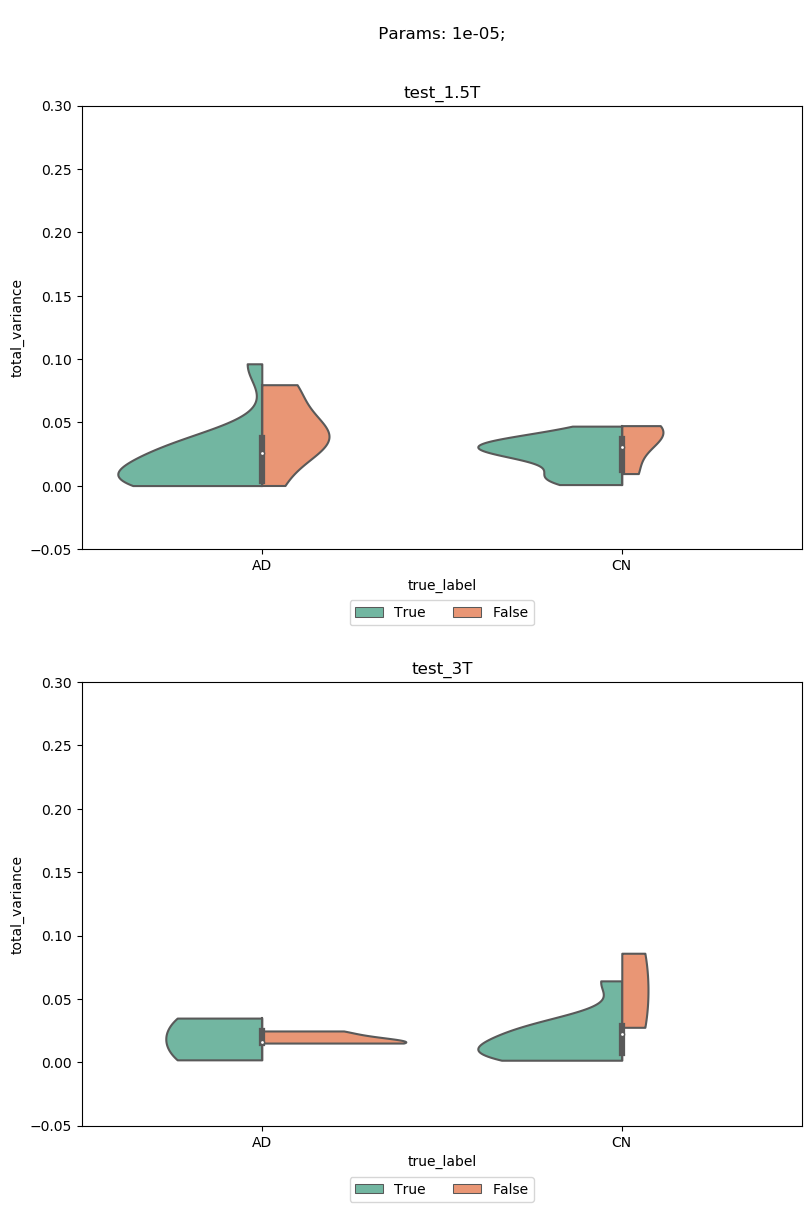 Params: 1e-05;
test_1.5T
0.30
0.25
0.20
0.15
0.10
0.05
0.00
−0.05
total_variance
AD CN
true_label
True False
test_3T
0.30
0.25
0.20
0.15
0.10
0.05
0.00
−0.05
total_variance
AD CN
true_label
True False